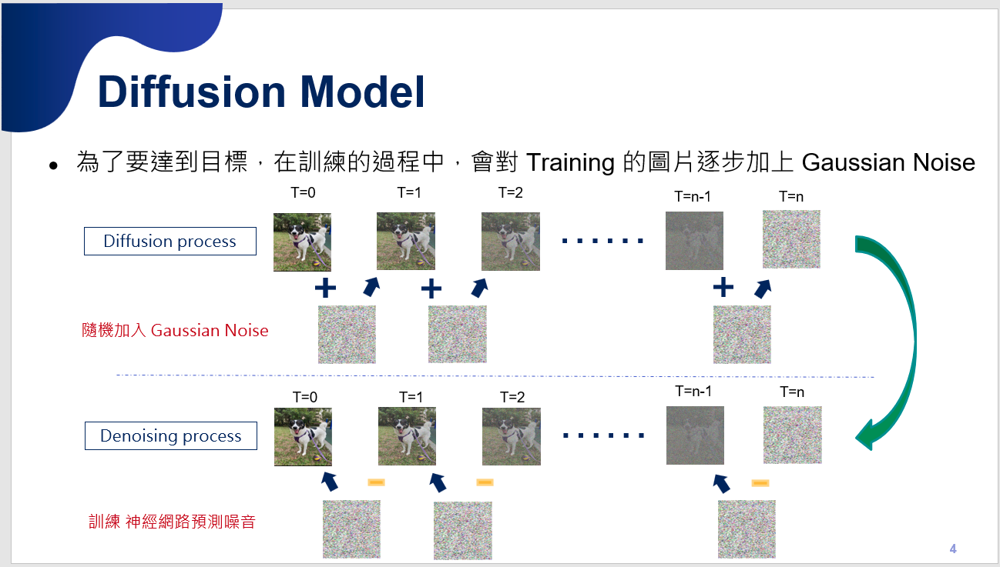 Diffusion Model
• 為了要達到目標，在訓練的過程中，會對 Training 的圖片逐步加上 Gaussian Noise
T=0 T=1 T=2 T=n-1 T=n
Diffusion process
隨機加入 Gaussian Noise
T=0 T=1 T=2 T=n-1 T=n
Denoising process
訓練 神經網路預測噪音
4